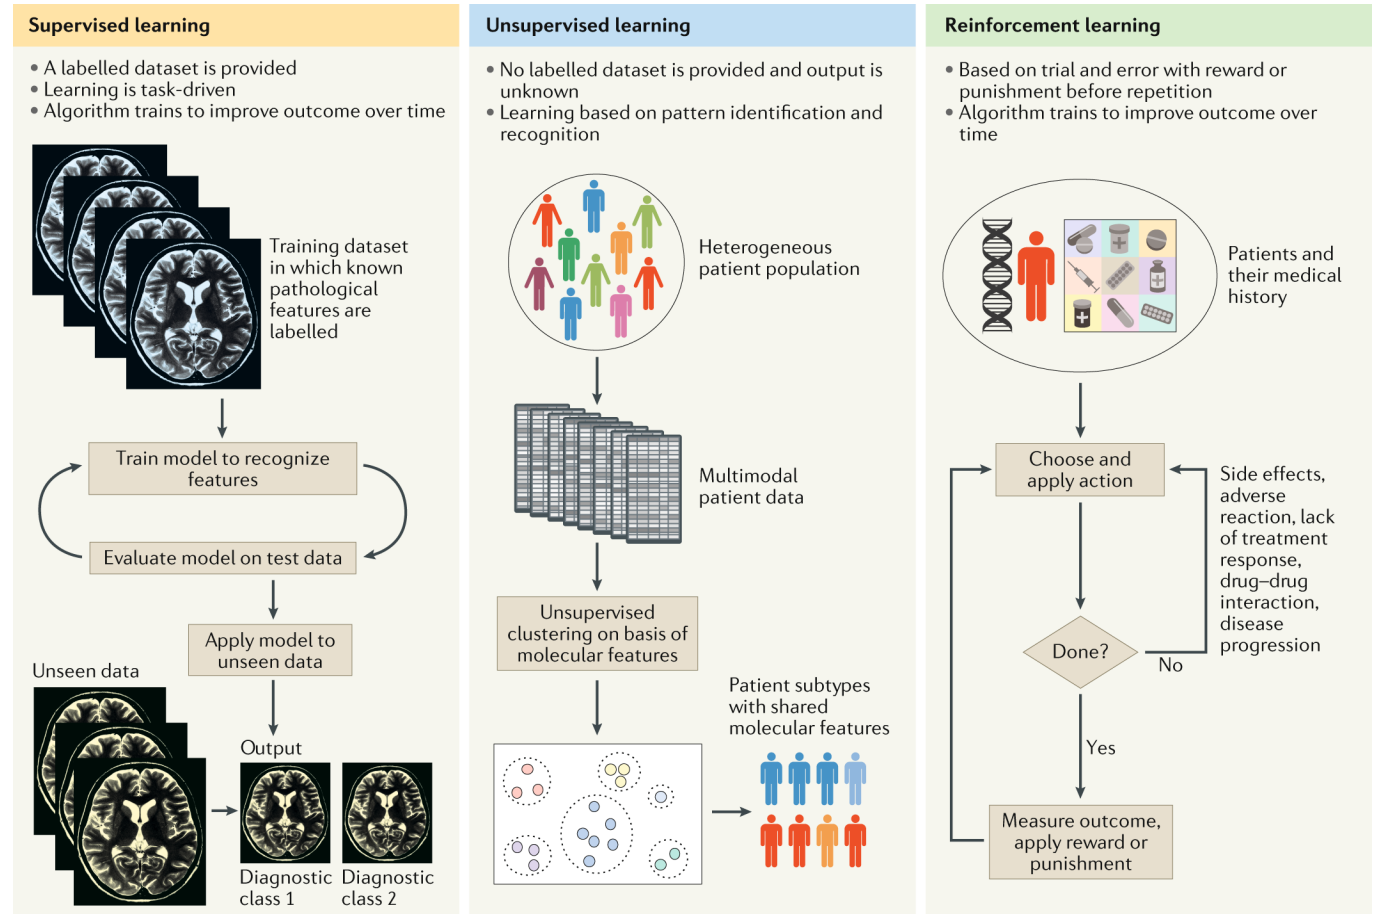 Supervised learning
• A labelled dataset is provided
• Learning is task-driven
• Algorithm trains to improve outcome over time
Training dataset
in which known
pathological
features are
labelled
Train model to recognize
features
Evaluate model on test data
Apply model to
unseen data
Unseen data
Output
Diagnostic
class 1
Diagnostic
class 2
Unsupervised learning
• No labelled dataset is provided and output is
unknown
• Learning based on pattern identification and
recognition
Heterogeneous
patient population
Multimodal
patient data
Unsupervised
clustering on basis of
molecular features
Patient subtypes
with shared
molecular features
Reinforcement learning
• Based on trial and error with reward or
punishment before repetition
• Algorithm trains to improve outcome over
time
Patients and
their medical
history
Choose and
apply action
Side effects,
adverse
reaction, lack
of treatment
response,
drug–drug
interaction,
disease
progression
Done?
No
Yes
Measure outcome,
apply reward or
punishment